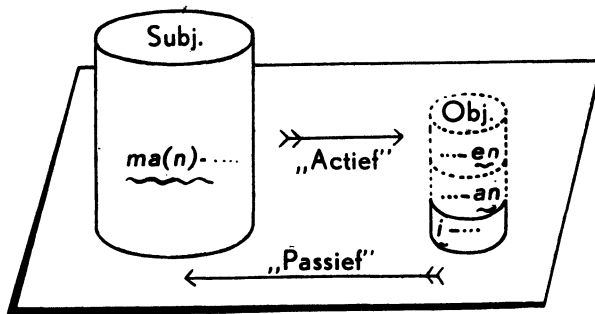 Subj.
ma(n)-....
„Actief”
Obj.
...-en
...-an
i-...
„Passief”